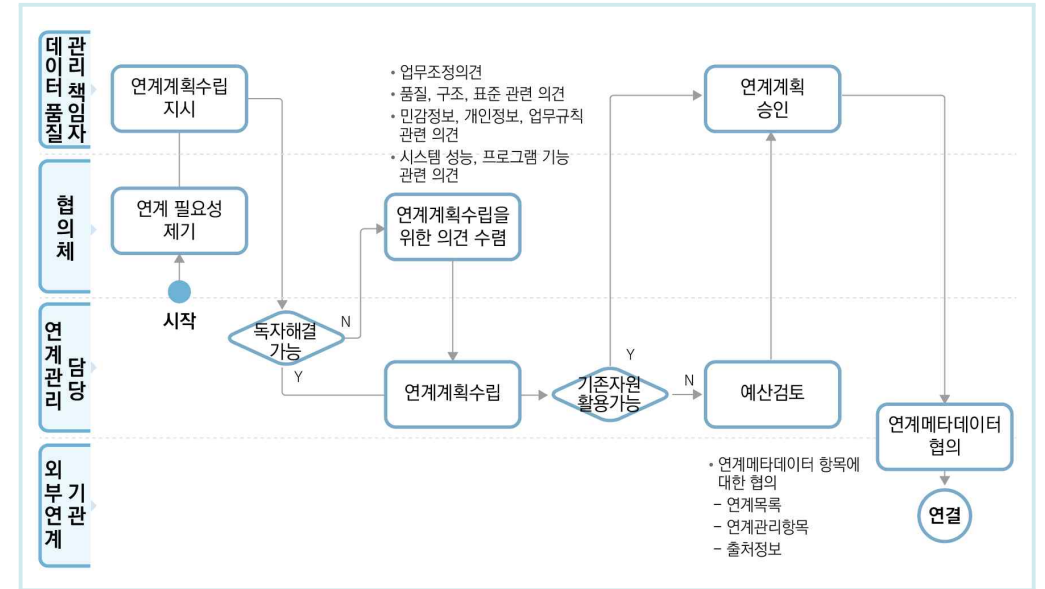 데이터 품질
관리 책임자
연계계획수립
지시
• 업무조정의견
• 품질, 구조, 표준 관련 의견
• 민감정보, 개인정보, 업무규칙
관련 의견
• 시스템 성능, 프로그램 기능
관련 의견
연계계획
승인
협의체
연계 필요성
제기
연계계획수립을
위한 의견 수렴
시작
연계관리
담당
독자해결
가능
N
Y
연계계획수립
기존자원
활용가능
Y
N
예산검토
연계메타데이터
협의
외부연계
기관
• 연계메타데이터 항목에
대한 협의
– 연계목록
– 연계관리항목
– 출처정보
연결